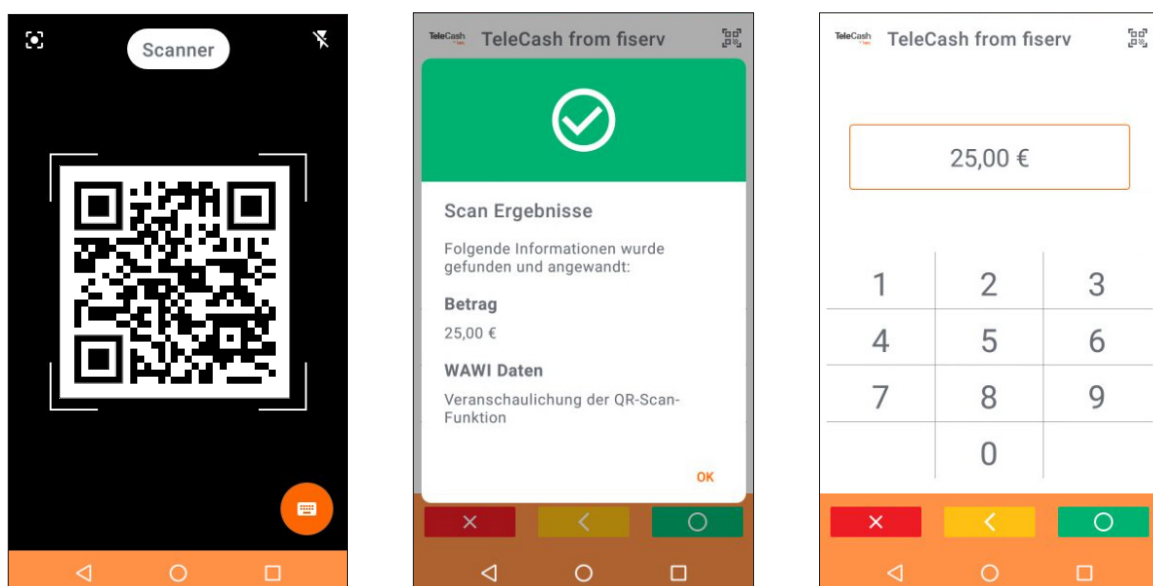 Scanner
TeleCash TeleCash from fiserv
Scan Ergebnisse
Folgende Informationen wurde
gefunden und angewandt:
Betrag
25,00 €
WAWI Daten
Veranschaulichung der QR-Scan-
Funktion
OK
TeleCash TeleCash from fiserv
25,00 €
1 2 3
4 5 6
7 8 9
0